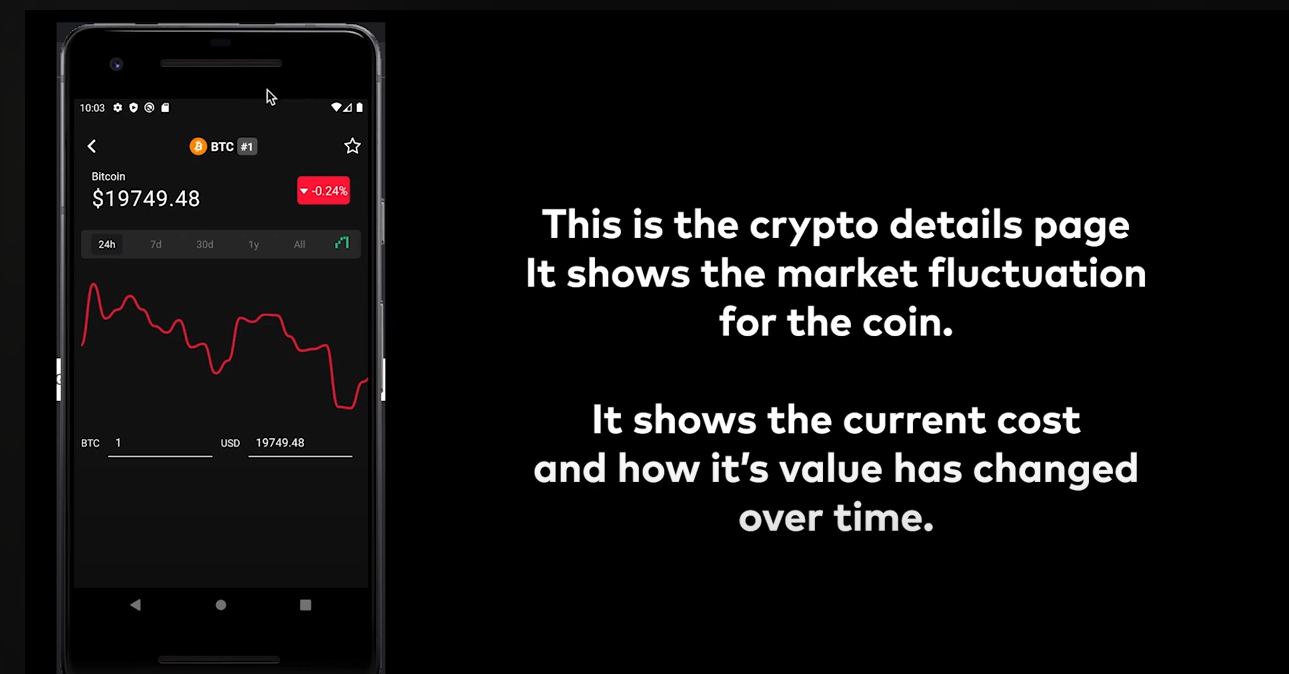 10:03
BTC #1
Bitcoin
$19749.48
-0.24%
24h 7d 30d 1y All
BTC 1 USD 19749.48
This is the crypto details page
It shows the market fluctuation
for the coin.
It shows the current cost
and how it's value has changed
over time.